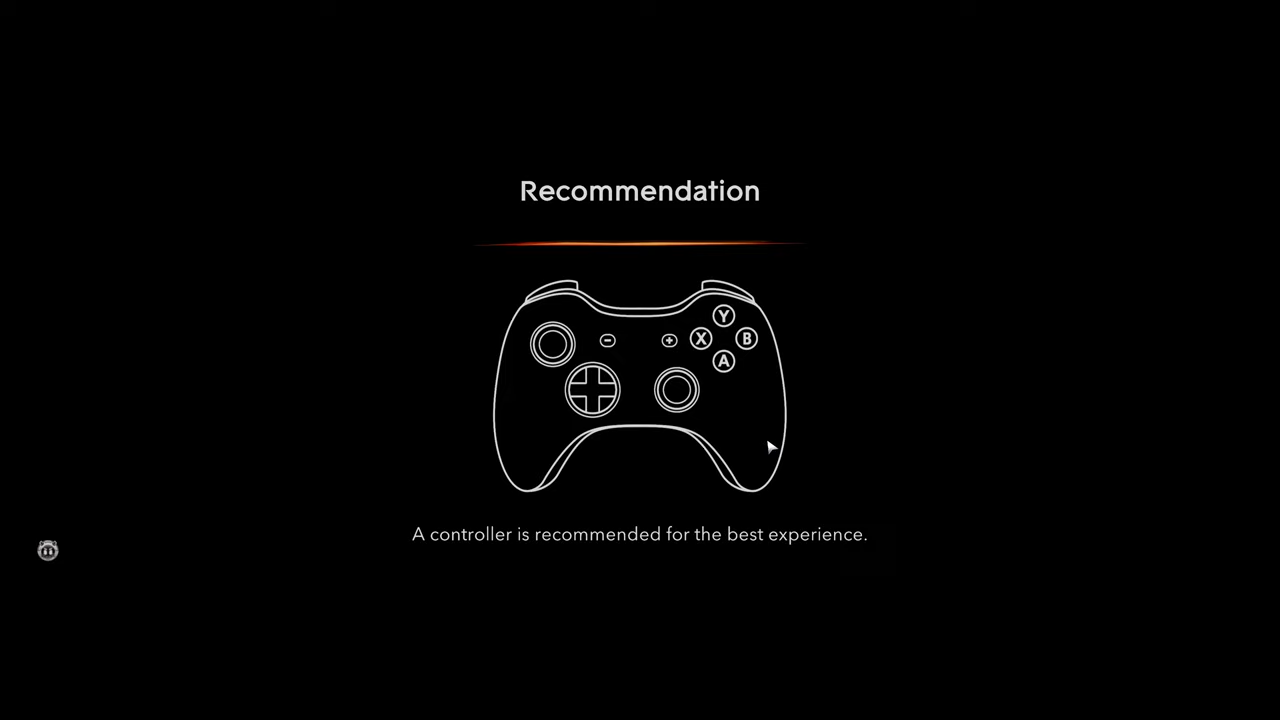 Recommendation
Y
X
B
A
A controller is recommended for the best experience.